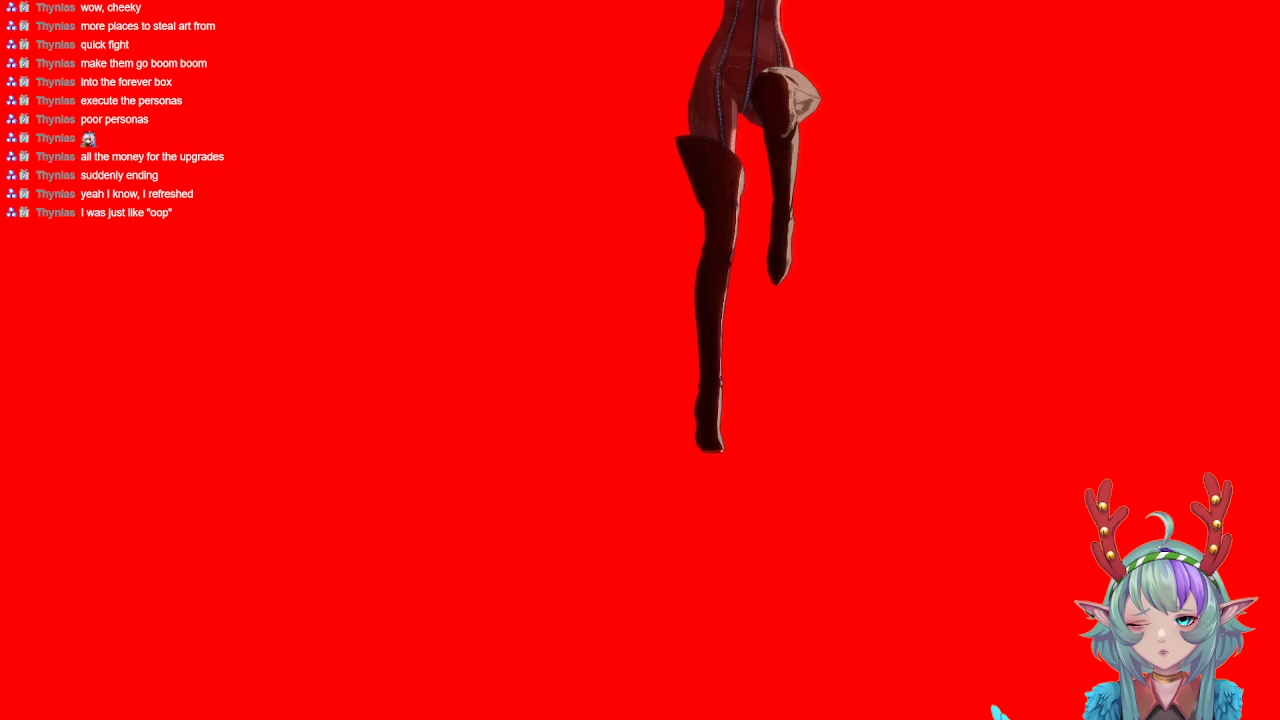 Thynias wow, cheeky
Thynias more places to steal art from
Thynias quick fight
Thynias make them go boom boom
Thynias into the forever box
Thynias execute the personas
Thynias poor personas
Thynias
Thynias all the money for the upgrades
Thynias suddenly ending
Thynias yeah I know, I refreshed
Thynias I was just like "oop"